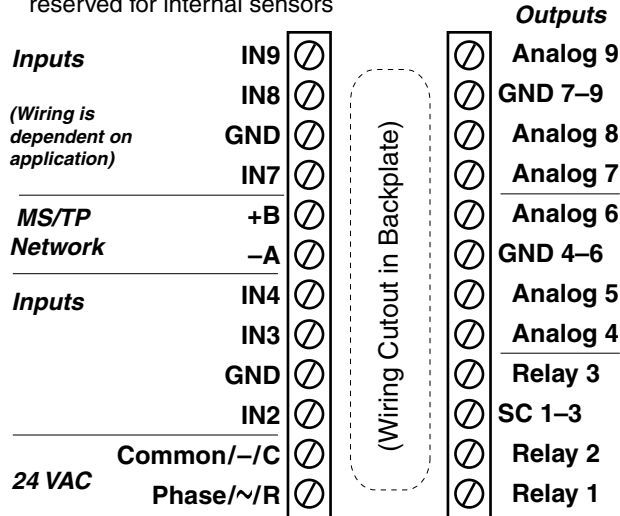 reserved for internal sensors
Outputs
Inputs
(Wiring is
dependent on
application)
IN9
IN8
GND
IN7
MS/TP
Network
+B
–A
Inputs
IN4
IN3
GND
IN2
24 VAC
Common/–/C
Phase/~/R
(Wiring Cutout in Backplate)
Analog 9
GND 7–9
Analog 8
Analog 7
Analog 6
GND 4–6
Analog 5
Analog 4
Relay 3
SC 1–3
Relay 2
Relay 1